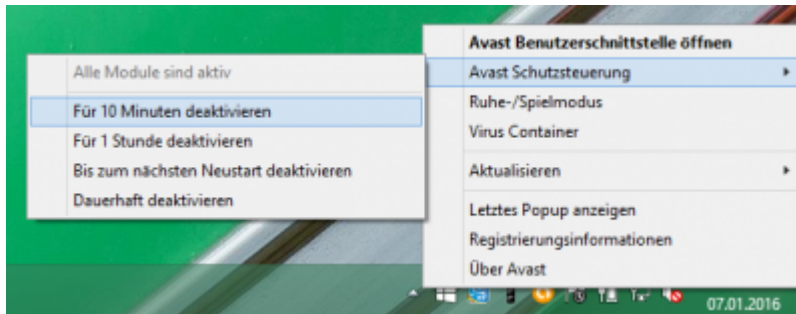 Avast Benutzerschnittstelle öffnen
Avast Schutzsteuerung
Ruhe-/Spielmodus
Virus Container
Aktualisieren
Letztes Popup anzeigen
Registrierungsinformationen
Über Avast
Alle Module sind aktiv
Für 10 Minuten deaktivieren
Für 1 Stunde deaktivieren
Bis zum nächsten Neustart deaktivieren
Dauerhaft deaktivieren
07.01.2016